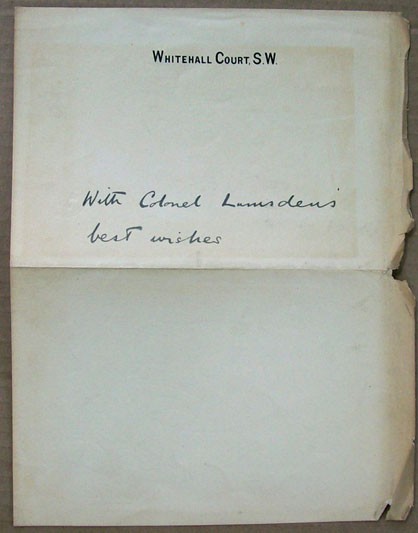 Whitehall Court, S.W.
With Colonel Lumsden's
best wishes